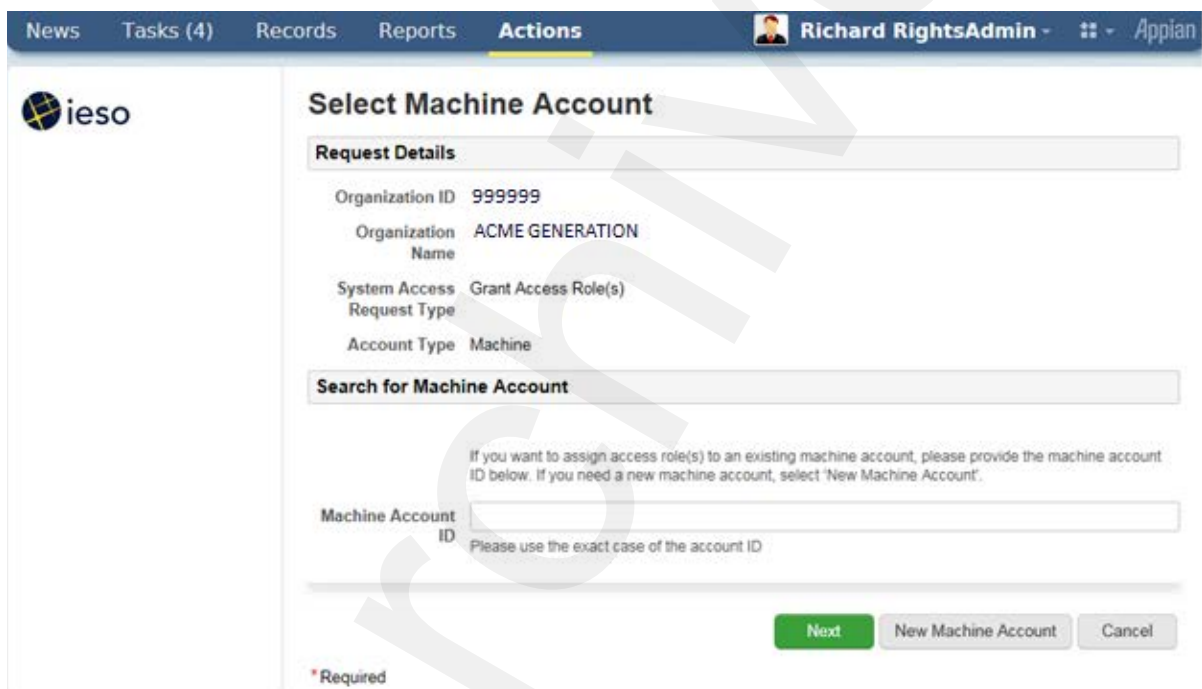 News Tasks (4) Records Reports Actions Richard RightsAdmin Appian
ieso
Select Machine Account
Request Details
Organization ID 999999
Organization Name ACME GENERATION
System Access Request Type Grant Access Role(s)
Account Type Machine
Search for Machine Account
If you want to assign access role(s) to an existing machine account, please provide the machine account
ID below. If you need a new machine account, select 'New Machine Account'.
Machine Account ID
Please use the exact case of the account ID
Next New Machine Account Cancel
*Required